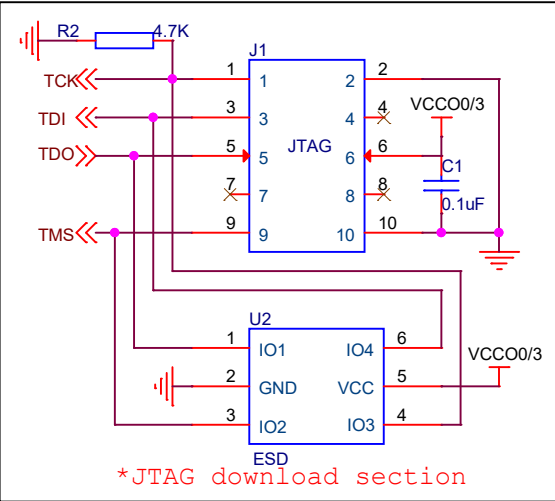 R2 4.7K
J1
TCK 1 1 2 2
VCCO0/3
TDI 3 3 4 4
JTAG
TDO 5 5 6 6
C1
7 7 8 8
0.1uF
TMS 9 9 10 10
U2
1 IO1 IO4 6
VCCO0/3
2 GND VCC 5
3 IO2 IO3 4
ESD
*JTAG download section